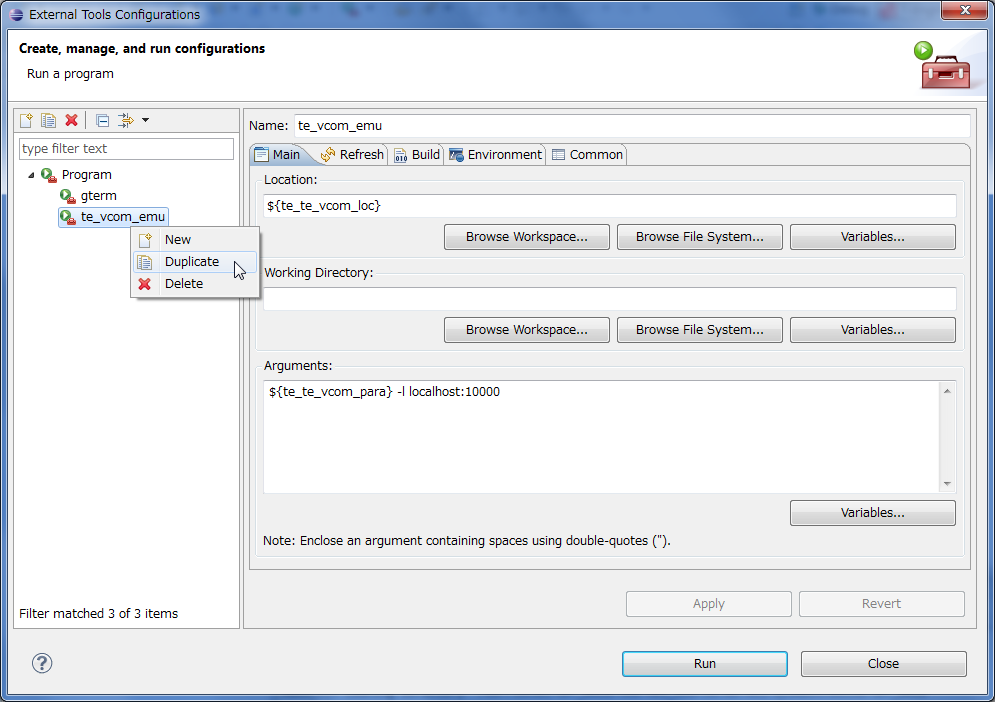 External Tools Configurations
Create, manage, and run configurations
Run a program
type filter text
Program
gterm
te_vcom_emu
New
Duplicate
Delete
Filter matched 3 of 3 items
Name: te_vcom_emu
Main Refresh Build Environment Common
Location:
${te_te_vcom_loc}
Browse Workspace... Browse File System... Variables...
Working Directory:
Browse Workspace... Browse File System... Variables...
Arguments:
${te_te_vcom_para} -l localhost:10000
Variables...
Note: Enclose an argument containing spaces using double-quotes (").
Apply Revert
? Run Close